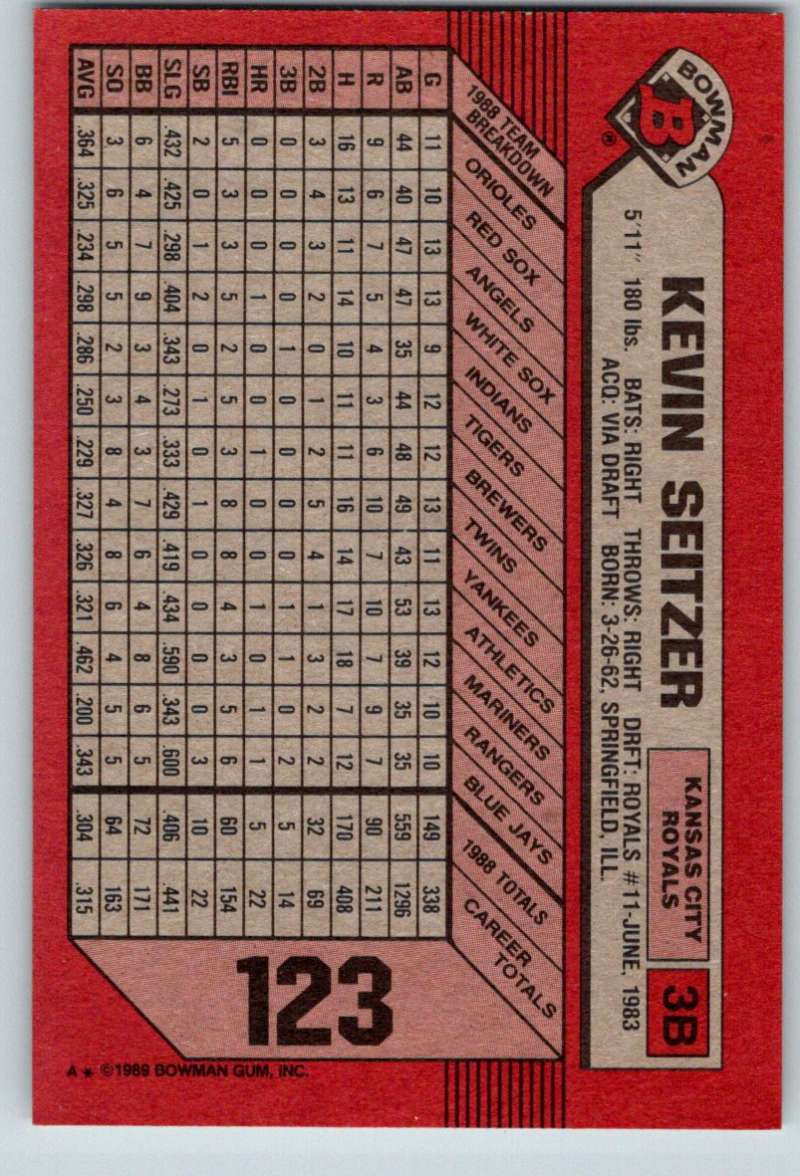 BOWMAN
B
®
KEVIN SEITZER
KANSAS CITY
ROYALS
3B
5'11" 180 lbs. BATS: RIGHT THROWS: RIGHT DRFT: ROYALS #11-JUNE, 1983
ACQ: VIA DRAFT BORN: 3-26-62, SPRINGFIELD, ILL.
1988 TEAM
BREAKDOWN
ORIOLES
RED SOX
ANGELS
WHITE SOX
INDIANS
TIGERS
BREWERS
TWINS
YANKEES
ATHLETICS
MARINERS
RANGERS
BLUE JAYS
1988 TOTALS
CAREER
TOTALS
G 11 10 13 13 9 12 12 13 11 13 12 10 10 149 338
AB 44 40 47 47 35 44 48 49 43 53 39 35 35 559 1296
R 9 6 7 5 4 3 6 10 7 10 7 9 7 90 211
H 16 13 11 14 10 11 11 16 14 17 18 7 12 170 408
2B 3 4 3 2 0 1 2 5 4 1 3 2 2 32 69
3B 0 0 0 0 1 0 0 0 0 1 1 0 2 5 14
HR 0 0 0 1 0 0 1 0 0 1 0 1 1 5 22
RBI 5 3 3 5 2 5 3 8 8 4 3 5 6 60 154
SB 2 0 1 2 0 1 0 1 0 0 0 0 3 10 22
SLG .432 .425 .298 .404 .343 .273 .333 .429 .419 .434 .590 .343 .600 .406 .441
BB 6 4 7 9 3 4 3 7 6 4 8 6 5 72 171
SO 3 6 5 5 2 3 8 4 8 6 4 5 5 64 163
AVG .364 .325 .234 .298 .286 .250 .229 .327 .326 .321 .462 .200 .343 .304 .315
123
A ★ ©1989 BOWMAN GUM, INC.